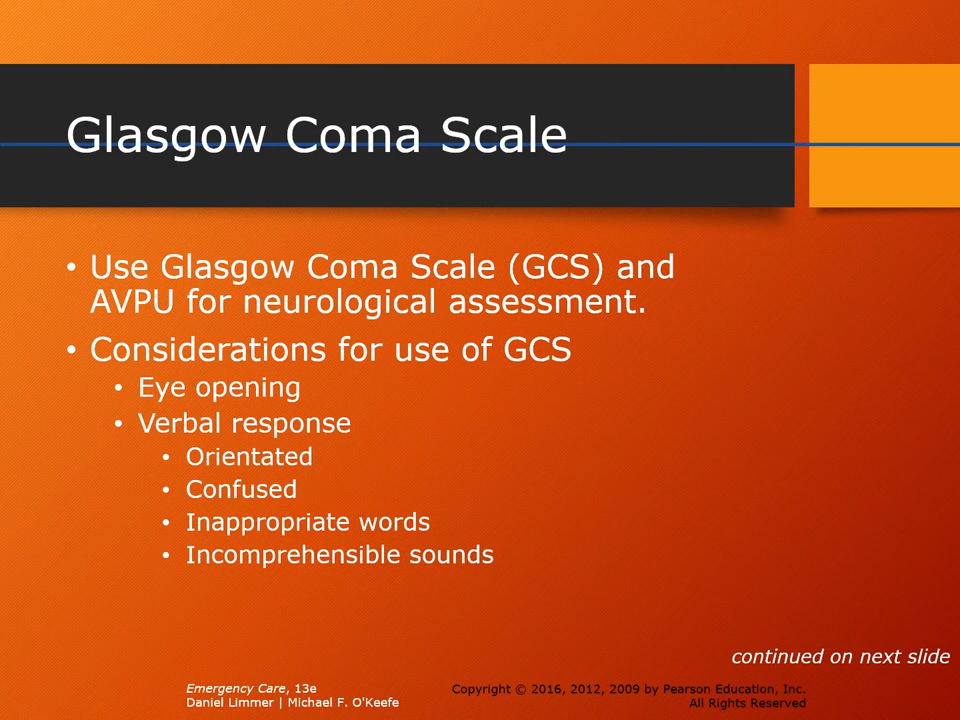 Glasgow Coma Scale
• Use Glasgow Coma Scale (GCS) and
AVPU for neurological assessment.
• Considerations for use of GCS
• Eye opening
• Verbal response
• Orientated
• Confused
• Inappropriate words
• Incomprehensible sounds
continued on next slide
Emergency Care, 13e
Daniel Limmer | Michael F. O'Keefe
Copyright © 2016, 2012, 2009 by Pearson Education, Inc.
All Rights Reserved